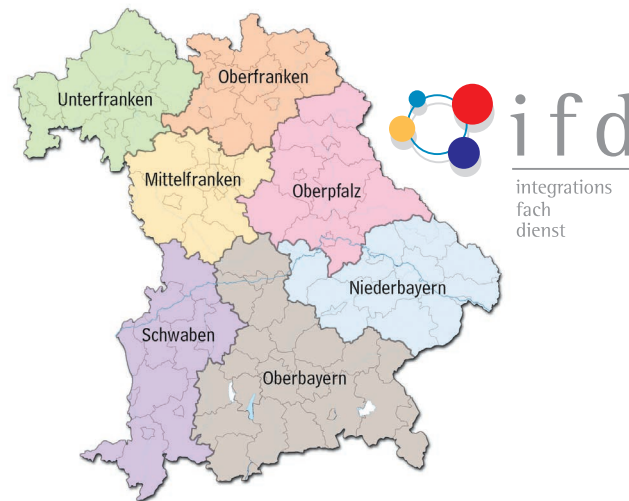 Oberfranken
Unterfranken
Mittelfranken
Oberpfalz
Niederbayern
Schwaben
Oberbayern
ifd
integrations
fach
dienst